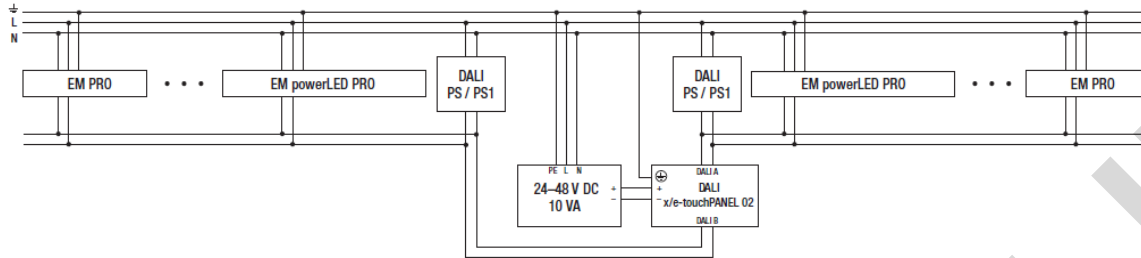 L
N
EM PRO
EM powerLED PRO
DALI
PS / PS1
DALI
PS / PS1
EM powerLED PRO
EM PRO
PE L N
24–48 V DC
10 VA
+
−
DALI A
+
−
DALI
x/e-touchPANEL 02
DALI B